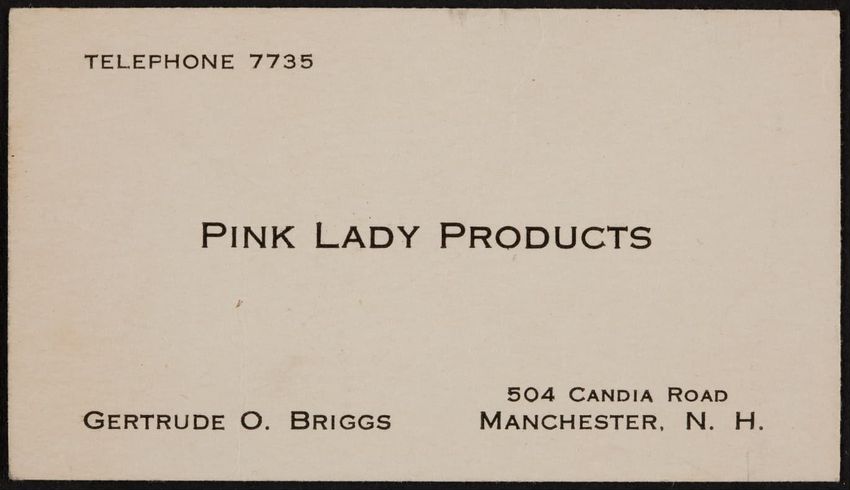 TELEPHONE 7735
PINK LADY PRODUCTS
GERTRUDE O. BRIGGS
504 CANDIA ROAD
MANCHESTER, N. H.